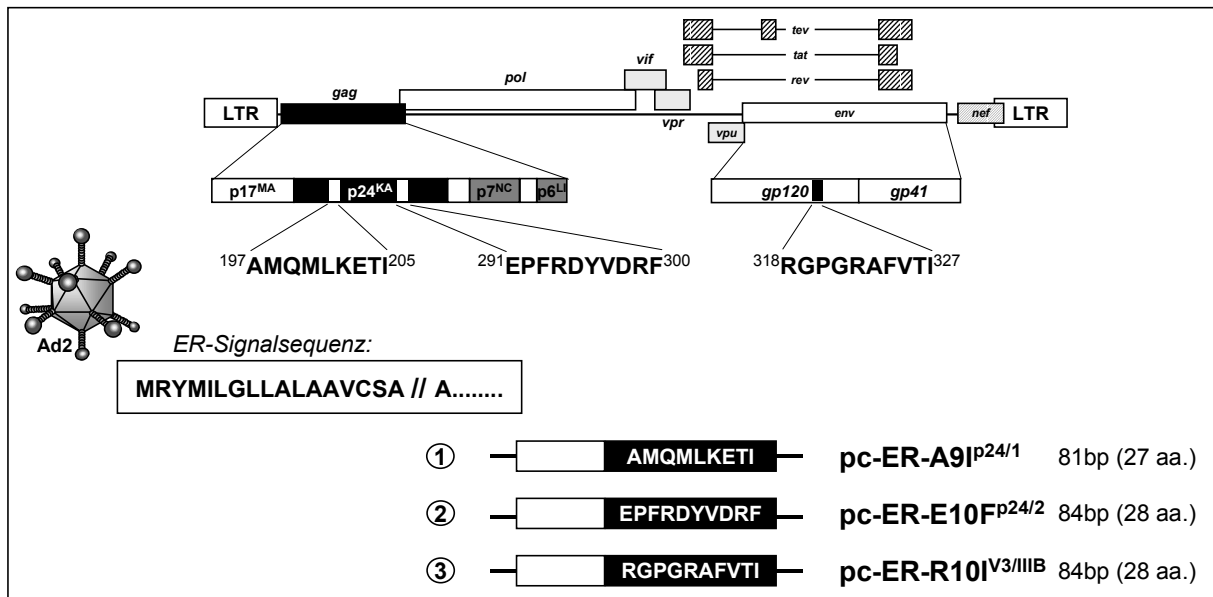 tev
tat
rev
vif
pol
gag
LTR
env
nef
LTR
vpr
vpu
p17MA
p24KA
p7NC
p6LI
gp120
gp41
197AMQMLKETI205
291EPFRDYVDRF300
318RGPGRAFVTI327
Ad2
ER-Signalsequenz:
MRYMILGLLALAAVCSA // A........
1 AMQMLKETI pc-ER-A9Ip24/1 81bp (27 aa.)
2 EPFRDYVDRF pc-ER-E10Fp24/2 84bp (28 aa.)
3 RGPGRAFVTI pc-ER-R10IV3/IIIB 84bp (28 aa.)